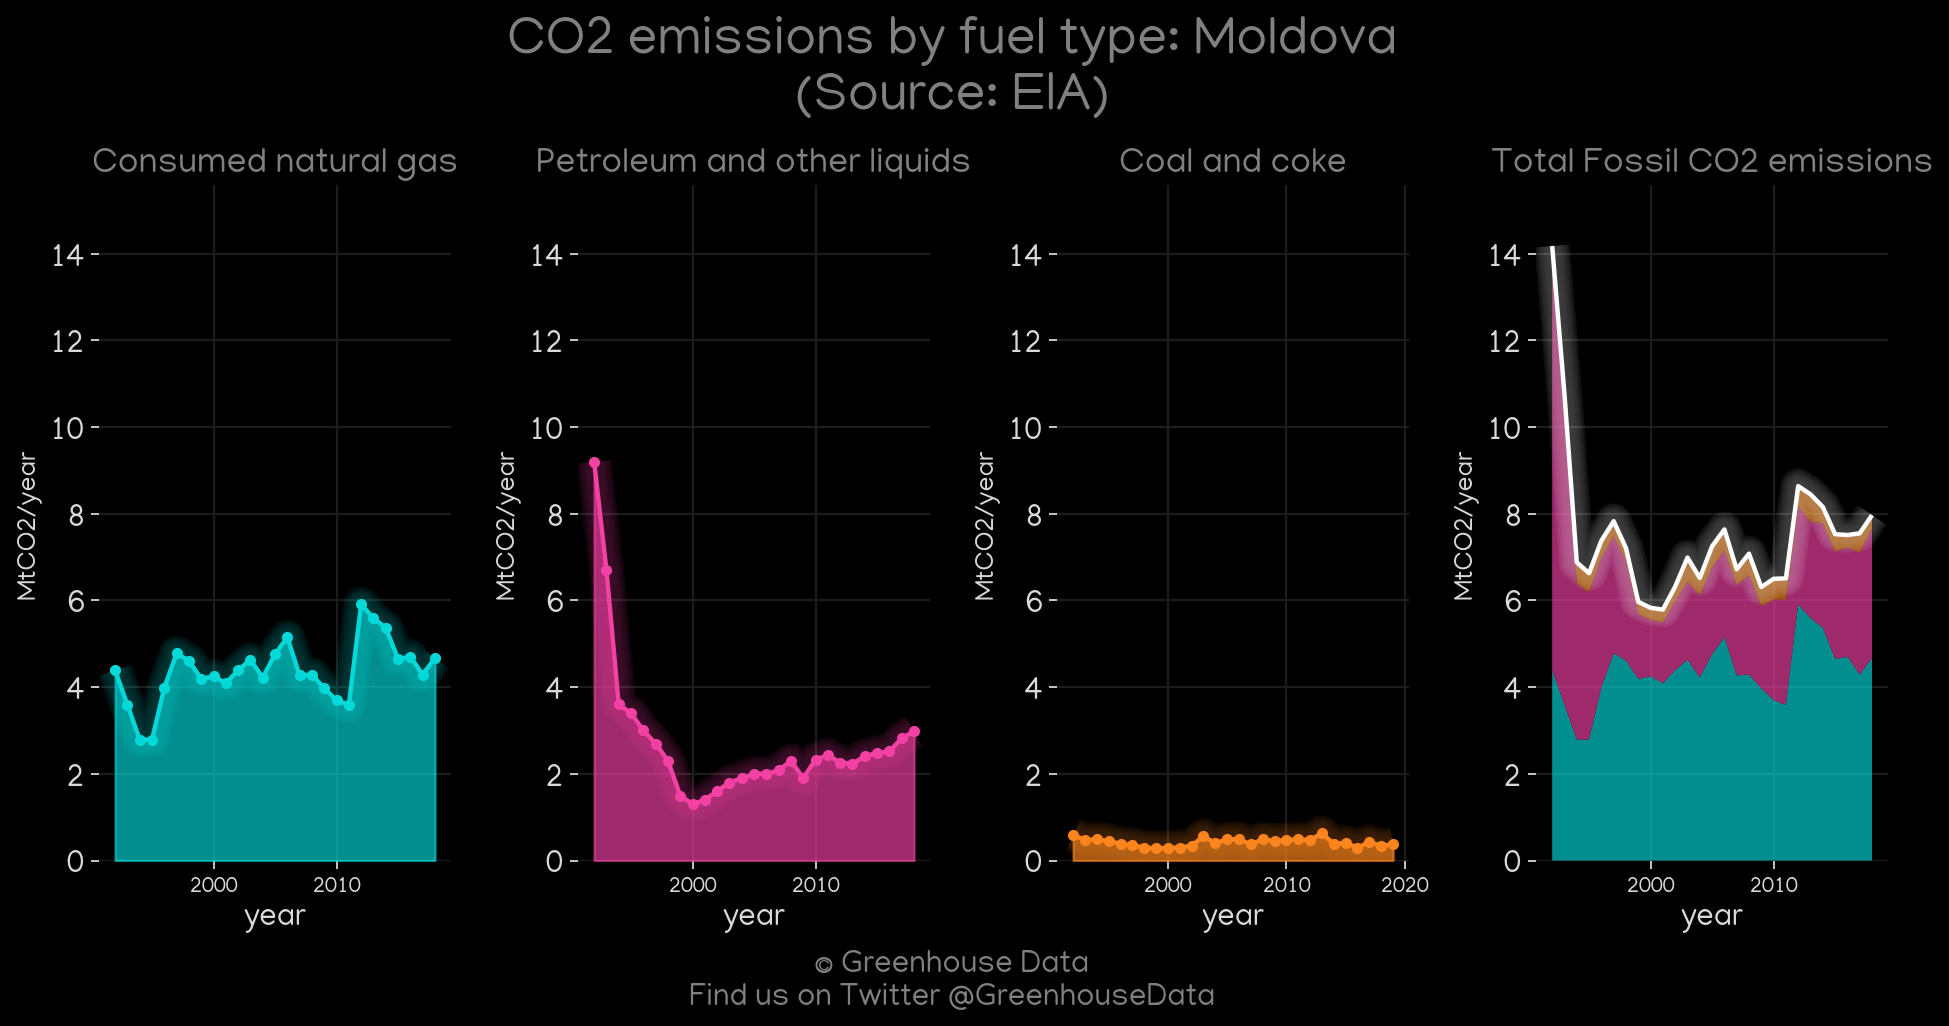 CO2 emissions by fuel type: Moldova
(Source: EIA)
Consumed natural gas
Petroleum and other liquids
Coal and coke
Total Fossil CO2 emissions
MtCO2/year
14
12
10
8
6
4
2
0
2000
2010
year
MtCO2/year
14
12
10
8
6
4
2
0
2000
2010
year
MtCO2/year
14
12
10
8
6
4
2
0
2000
2010
2020
year
MtCO2/year
14
12
10
8
6
4
2
0
2000
2010
year
© Greenhouse Data
Find us on Twitter @GreenhouseData